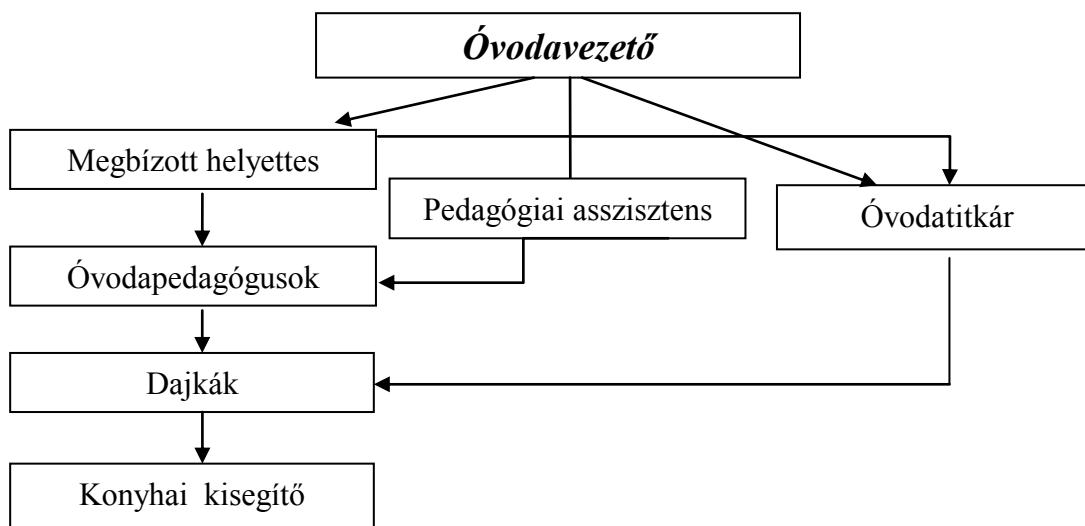 Óvodavezető
Megbízott helyettes
Pedagógiai asszisztens
Óvodatitkár
Óvodapedagógusok
Dajkák
Konyhai kisegítő